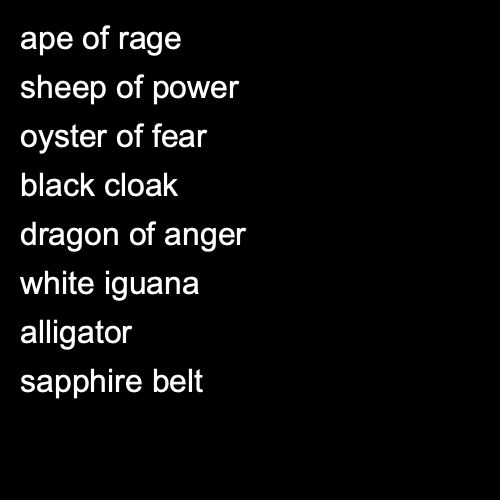 ape of rage
sheep of power
oyster of fear
black cloak
dragon of anger
white iguana
alligator
sapphire belt